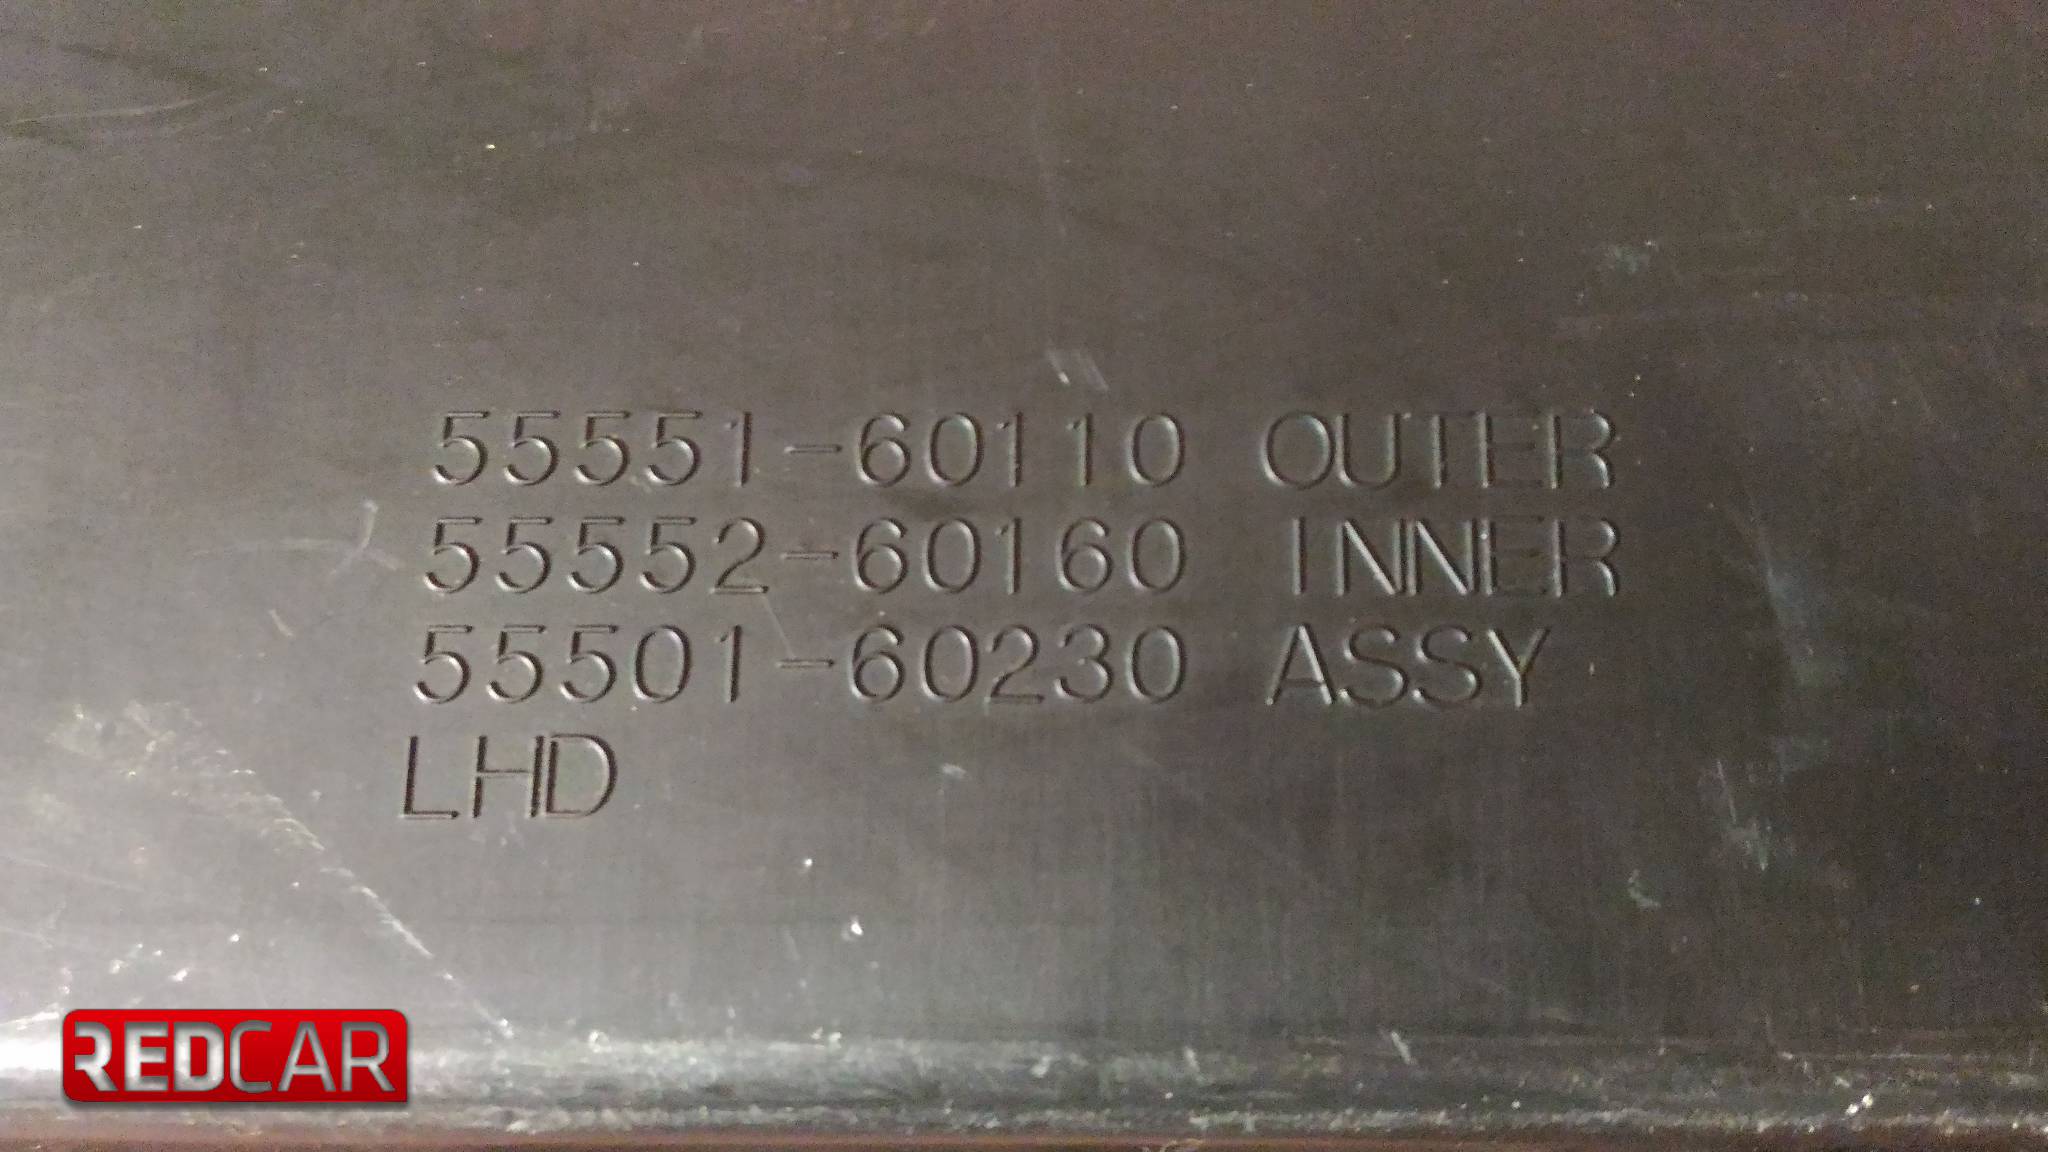 55551-60110 OUTER
55552-60160 INNER
55501-60230 ASSY
LHD
REDCAR